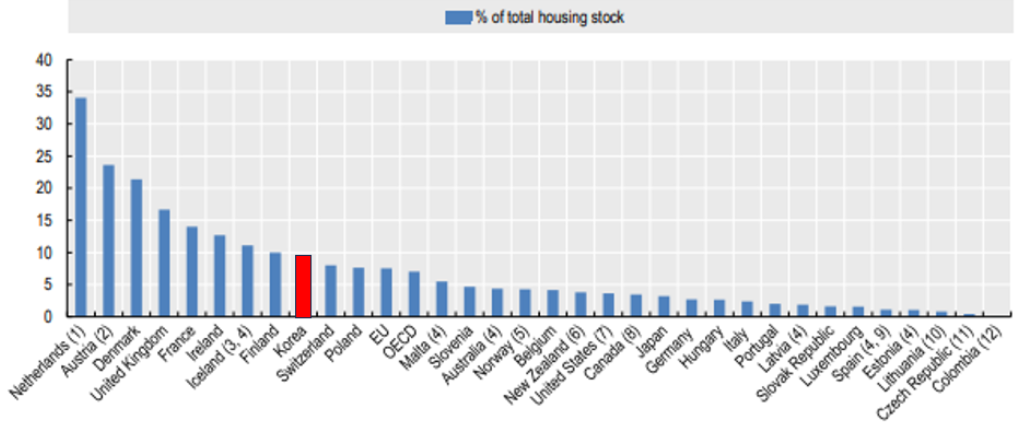 % of total housing stock
40
35
30
25
20
15
10
5
0
Netherlands (1)
Austria (2)
Denmark
United Kingdom
France
Ireland
Iceland (3, 4)
Finland
Korea
Switzerland
Poland
EU
OECD
Malta (4)
Slovenia
Australia (4)
Norway (5)
Belgium
New Zealand (6)
United States (7)
Canada (8)
Japan
Germany
Hungary
Italy
Portugal
Latvia (4)
Slovak Republic
Luxembourg
Spain (4, 9)
Estonia (4)
Lithuania (10)
Czech Republic (11)
Colombia (12)